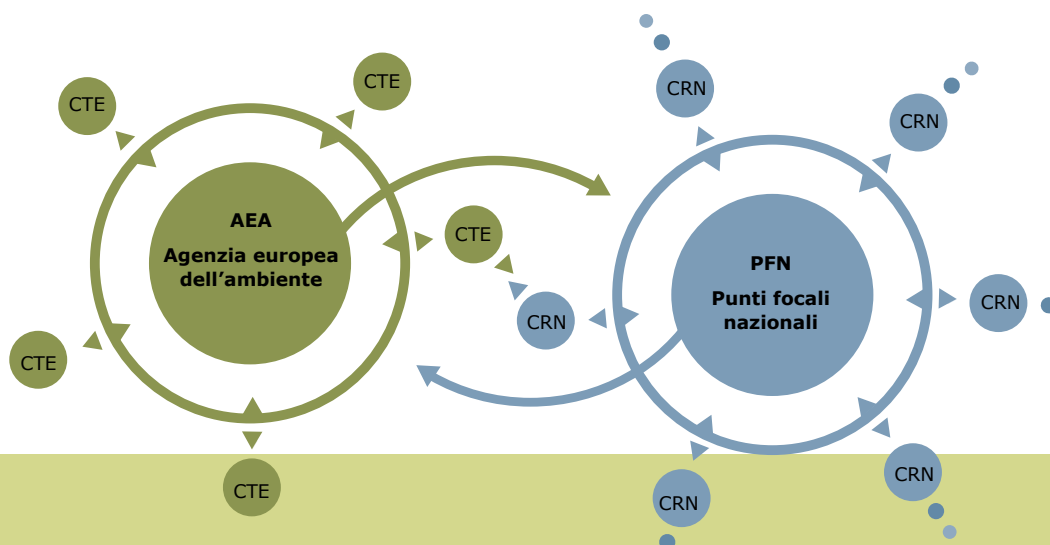 CTE
CTE
AEA
Agenzia europea
dell'ambiente
CTE
CTE
CTE
CRN
CRN
CRN
PFN
Punti focali
nazionali
CRN
CRN
CRN